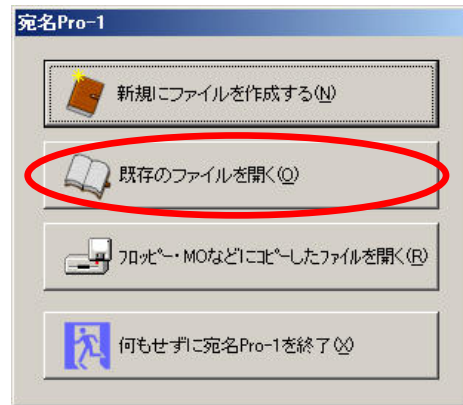 宛名Pro-1
新規にファイルを作成する(N)
既存のファイルを開く(O)
ﾌﾛｯﾋﾟｰ・MOなどにｺﾋﾟｰしたﾌｧｲﾙを開く(R)
何もせずに宛名Pro-1を終了(X)